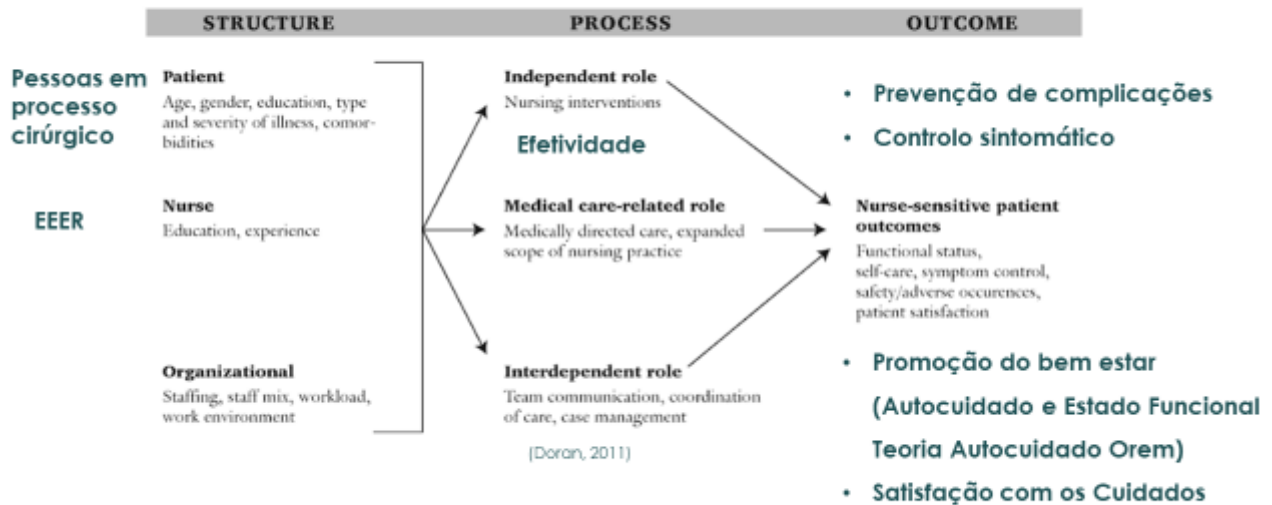 STRUCTURE
PROCESS
OUTCOME
Pessoas em
processo
cirúrgico
Patient
Age, gender, education, type
and severity of illness, comor-
bidities
EEER
Nurse
Education, experience
Organizational
Staffing, staff mix, workload,
work environment
Independent role
Nursing interventions
Efetividade
Medical care-related role
Medically directed care, expanded
scope of nursing practice
Interdependent role
Team communication, coordination
of care, case management
(Doran, 2011)
• Prevenção de complicações
• Controlo sintomático
Nurse-sensitive patient
outcomes
Functional status,
self-care, symptom control,
safety/adverse occurences,
patient satisfaction
• Promoção do bem estar
(Autocuidado e Estado Funcional
Teoria Autocuidado Orem)
• Satisfação com os Cuidados